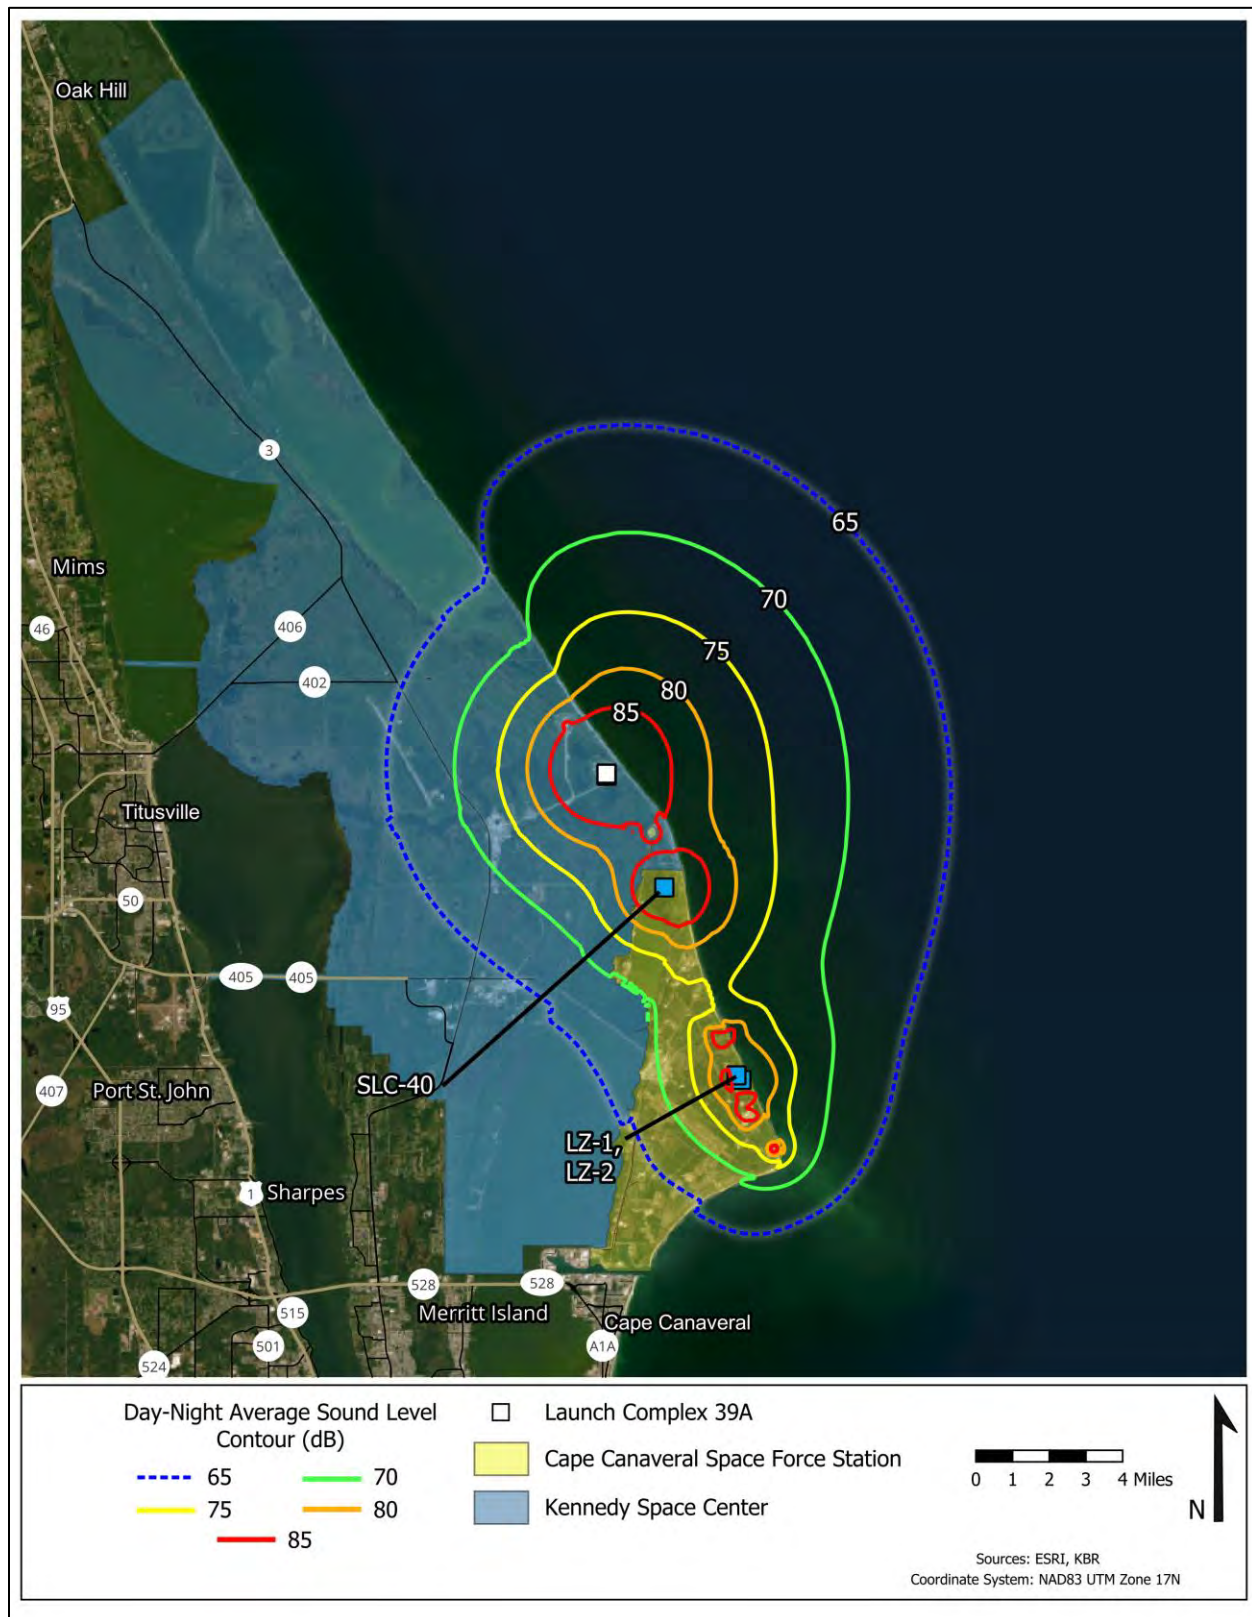 Oak Hill
3
65
Mims
70
46
406
75
402
80
85
Titusville
50
405
405
95
SLC-40
407
Port St. John
LZ-1,
LZ-2
1
Sharpes
528
528
Merritt Island
515
Cape Canaveral
501
A1A
524
Day-Night Average Sound Level
Contour (dB)
65
70
75
80
85
Launch Complex 39A
Cape Canaveral Space Force Station
Kennedy Space Center
0 1 2 3 4 Miles
N
Sources: ESRI, KBR
Coordinate System: NAD83 UTM Zone 17N